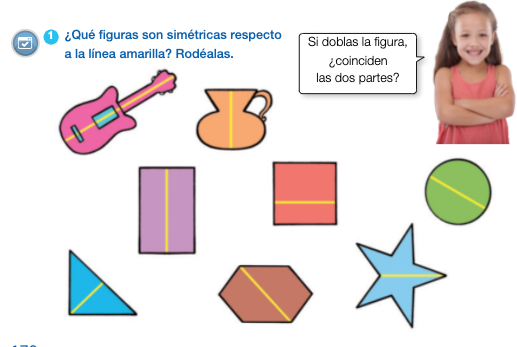 1 ¿Qué figuras son simétricas respecto
a la línea amarilla? Rodéalas.
Si doblas la figura,
¿coinciden
las dos partes?